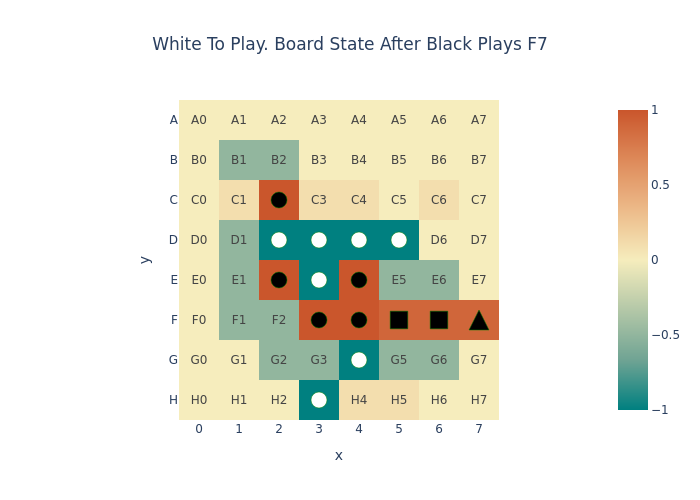 White To Play. Board State After Black Plays F7
A A0 A1 A2 A3 A4 A5 A6 A7
B B0 B1 B2 B3 B4 B5 B6 B7
C C0 C1 C3 C4 C5 C6 C7
D D0 D1 D6 D7
E E0 E1 E5 E6 E7
F F0 F1 F2
G G0 G1 G2 G3 G5 G6 G7
H H0 H1 H2 H4 H5 H6 H7
0 1 2 3 4 5 6 7
x
y
1
0.5
0
−0.5
−1